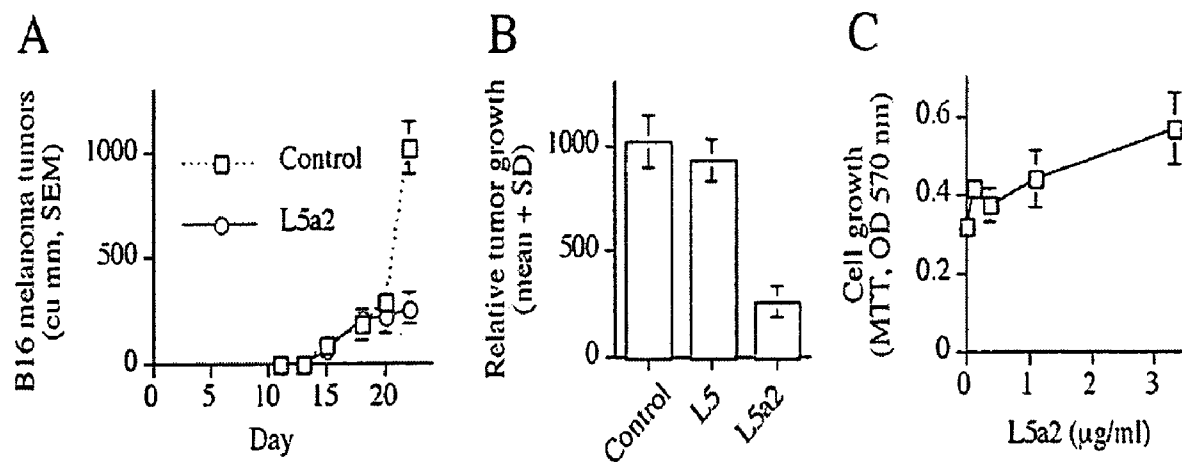 A
B16 melanoma tumors
(cu mm, SEM)
1000
500
0
Control
L5a2
0 5 10 15 20
Day
B
Relative tumor growth
(mean + SD)
1000
500
0
Control
L5
L5a2
C
Cell growth
(MTT, OD 570 nm)
0.6
0.4
0.2
0
0 1 2 3
L5a2 (µg/ml)